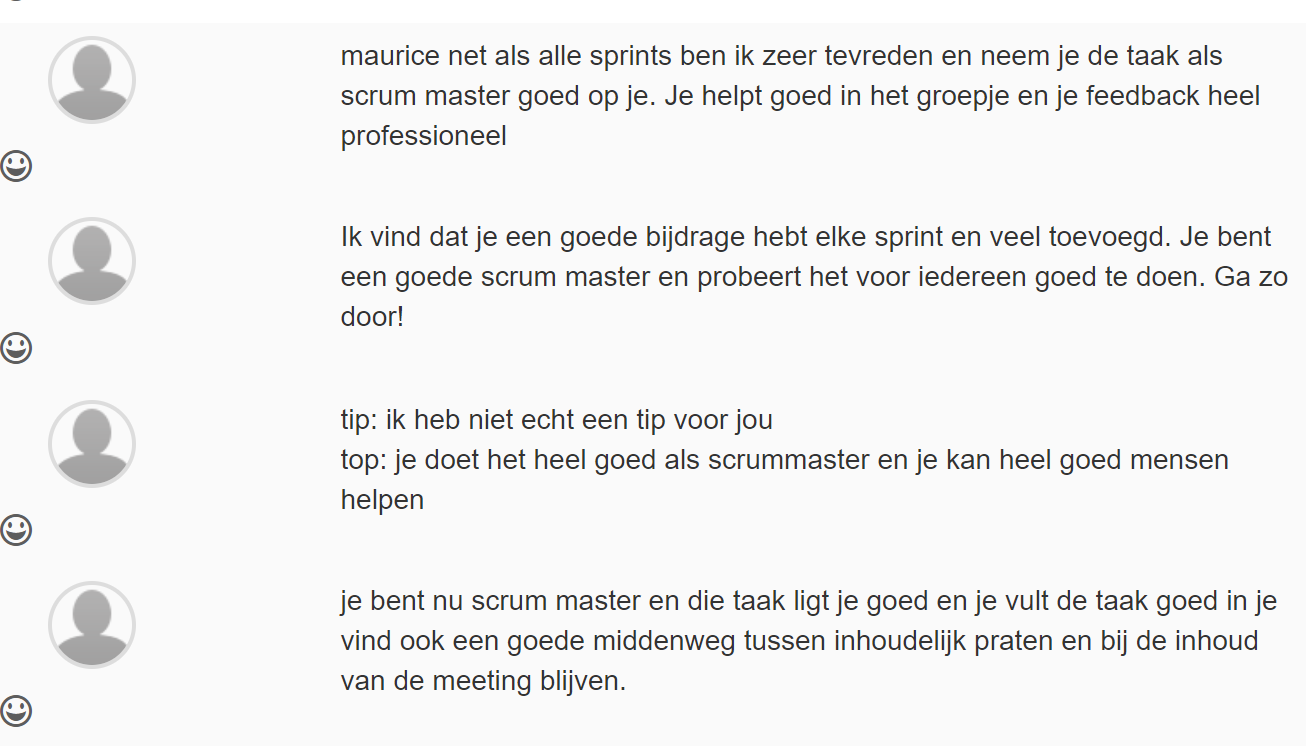 maurice net als alle sprints ben ik zeer tevreden en neem je de taak als
scrum master goed op je. Je helpt goed in het groepje en je feedback heel
professioneel
Ik vind dat je een goede bijdrage hebt elke sprint en veel toevoegd. Je bent
een goede scrum master en probeert het voor iedereen goed te doen. Ga zo
door!
tip: ik heb niet echt een tip voor jou
top: je doet het heel goed als scrummaster en je kan heel goed mensen
helpen
je bent nu scrum master en die taak ligt je goed en je vult de taak goed in je
vind ook een goede middenweg tussen inhoudelijk praten en bij de inhoud
van de meeting blijven.